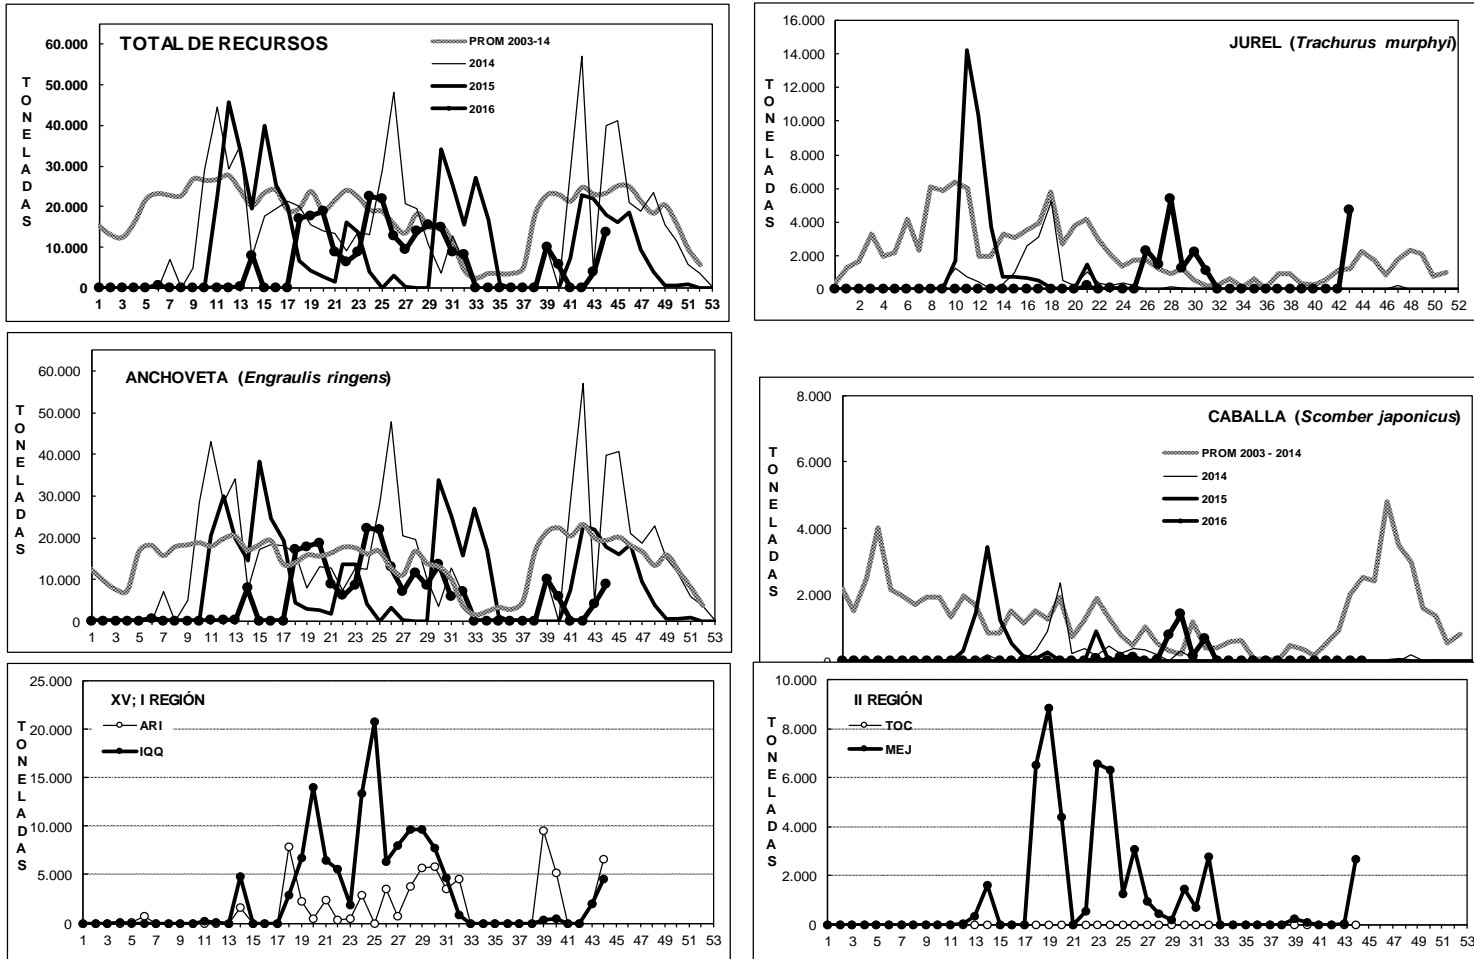 TOTAL DE RECURSOS
TONELADAS
60.000
50.000
40.000
30.000
20.000
10.000
0
PROM 2003-14
2014
2015
2016
1 3 5 7 9 11 13 15 17 19 21 23 25 27 29 31 33 35 37 39 41 43 45 47 49 51 53
JUREL (Trachurus murphyi)
TONELADAS
16.000
14.000
12.000
10.000
8.000
6.000
4.000
2.000
0
2 4 6 8 10 12 14 16 18 20 22 24 26 28 30 32 34 36 38 40 42 44 46 48 50 52
ANCHOVETA (Engraulis ringens)
TONELADAS
60.000
50.000
40.000
30.000
20.000
10.000
0
1 3 5 7 9 11 13 15 17 19 21 23 25 27 29 31 33 35 37 39 41 43 45 47 49 51 53
CABALLA (Scomber japonicus)
TONELADAS
8.000
6.000
4.000
2.000
0
PROM 2003 - 2014
2014
2015
2016
XV; I REGIÓN
ARI
IQQ
TONELADAS
25.000
20.000
15.000
10.000
5.000
0
1 3 5 7 9 11 13 15 17 19 21 23 25 27 29 31 33 35 37 39 41 43 45 47 49 51 53
II REGIÓN
TOC
MEJ
TONELADAS
10.000
8.000
6.000
4.000
2.000
0
1 3 5 7 9 11 13 15 17 19 21 23 25 27 29 31 33 35 37 39 41 43 45 47 49 51 53